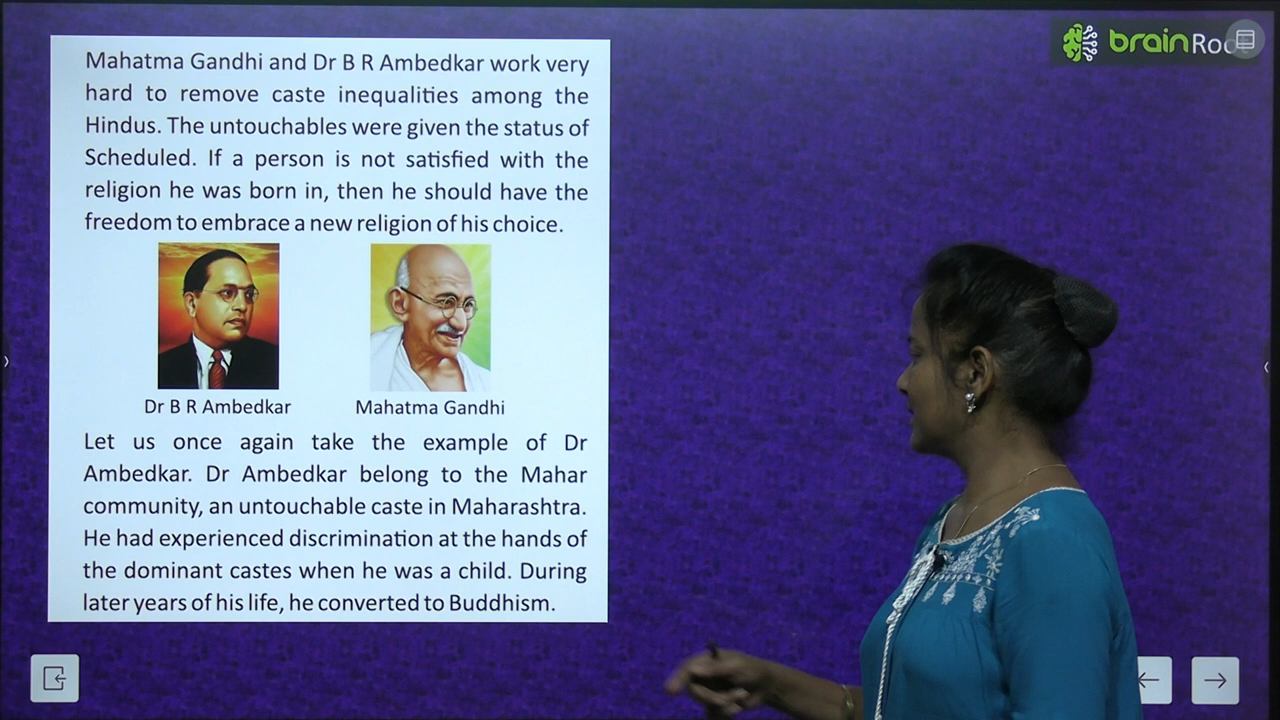 brain Roo
Mahatma Gandhi and Dr B R Ambedkar work very
hard to remove caste inequalities among the
Hindus. The untouchables were given the status of
Scheduled. If a person is not satisfied with the
religion he was born in, then he should have the
freedom to embrace a new religion of his choice.
Dr B R Ambedkar
Mahatma Gandhi
Let us once again take the example of Dr
Ambedkar. Dr Ambedkar belong to the Mahar
community, an untouchable caste in Maharashtra.
He had experienced discrimination at the hands of
the dominant castes when he was a child. During
later years of his life, he converted to Buddhism.